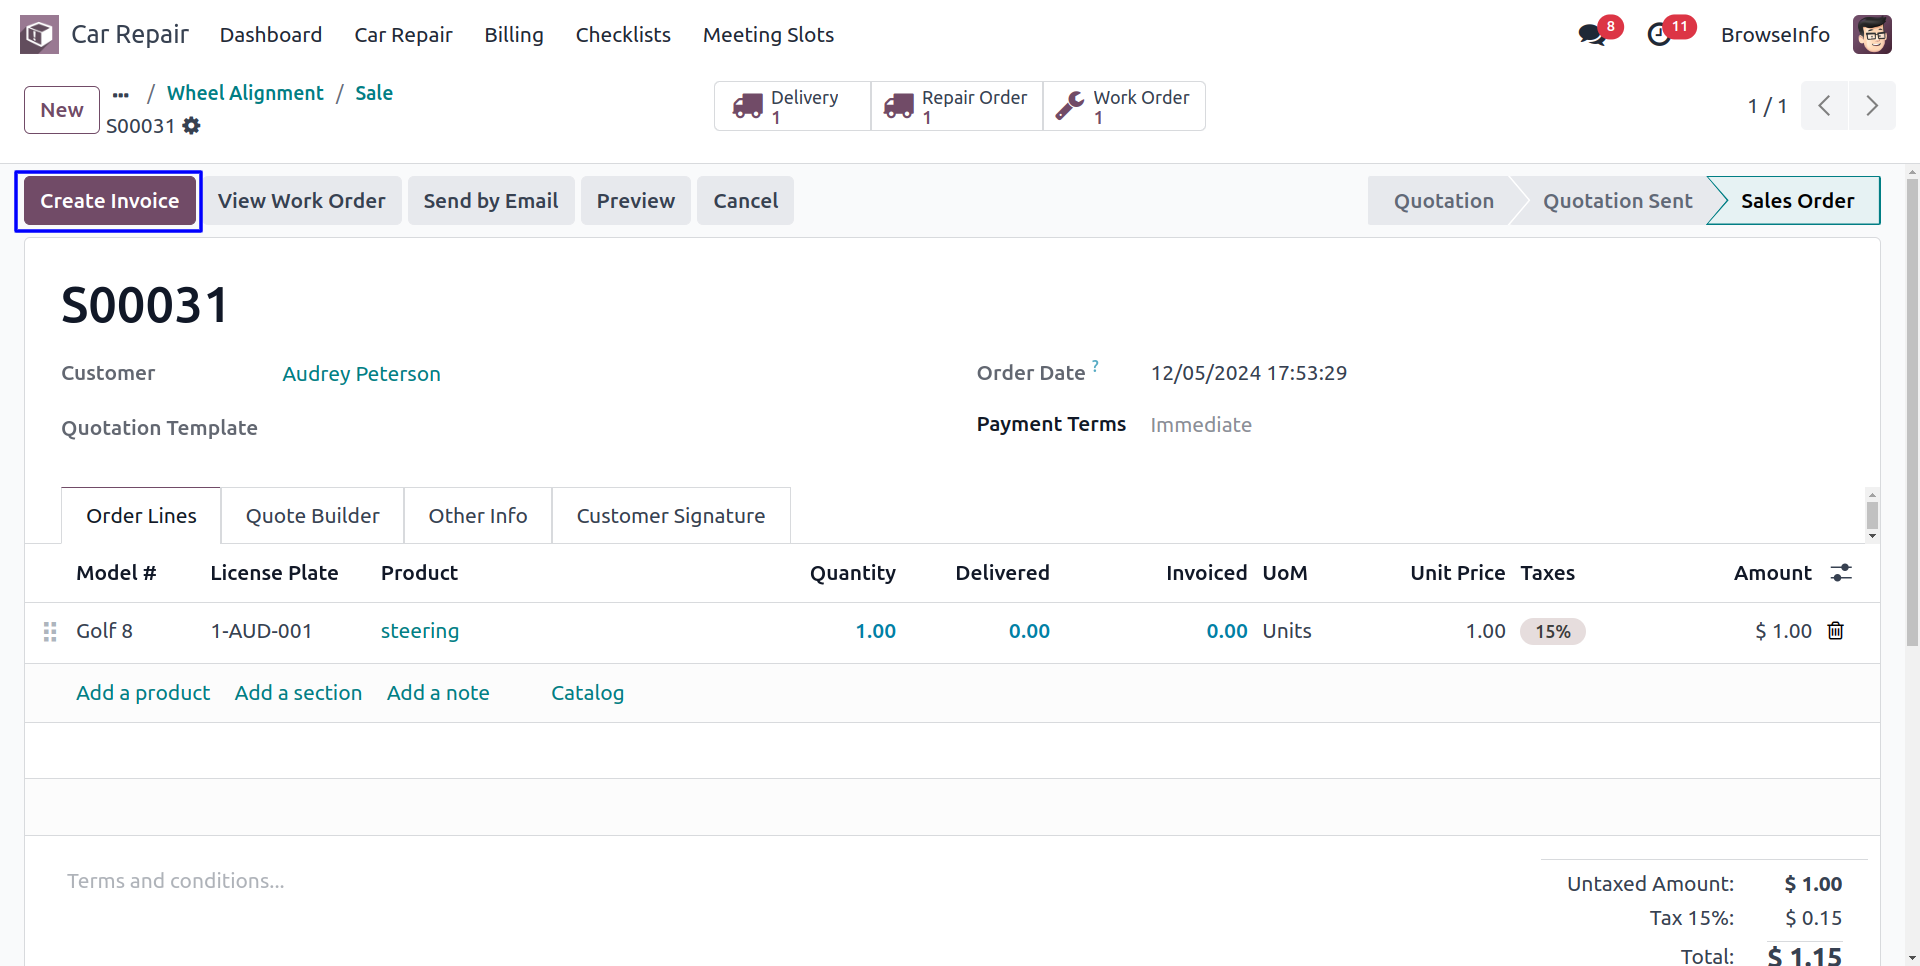 Car Repair Dashboard Car Repair Billing Checklists Meeting Slots 8 11 BrowseInfo
New ... / Wheel Alignment / Sale
S00031
Delivery 1
Repair Order 1
Work Order 1
1 / 1
Create Invoice View Work Order Send by Email Preview Cancel Quotation Quotation Sent Sales Order
S00031
Customer Audrey Peterson
Order Date ? 12/05/2024 17:53:29
Quotation Template
Payment Terms Immediate
Order Lines Quote Builder Other Info Customer Signature
Model # License Plate Product Quantity Delivered Invoiced UoM Unit Price Taxes Amount
Golf 8 1-AUD-001 steering 1.00 0.00 0.00 Units 1.00 15% $ 1.00
Add a product Add a section Add a note Catalog
Terms and conditions...
Untaxed Amount: $ 1.00
Tax 15%: $ 0.15
Total: $ 1.15